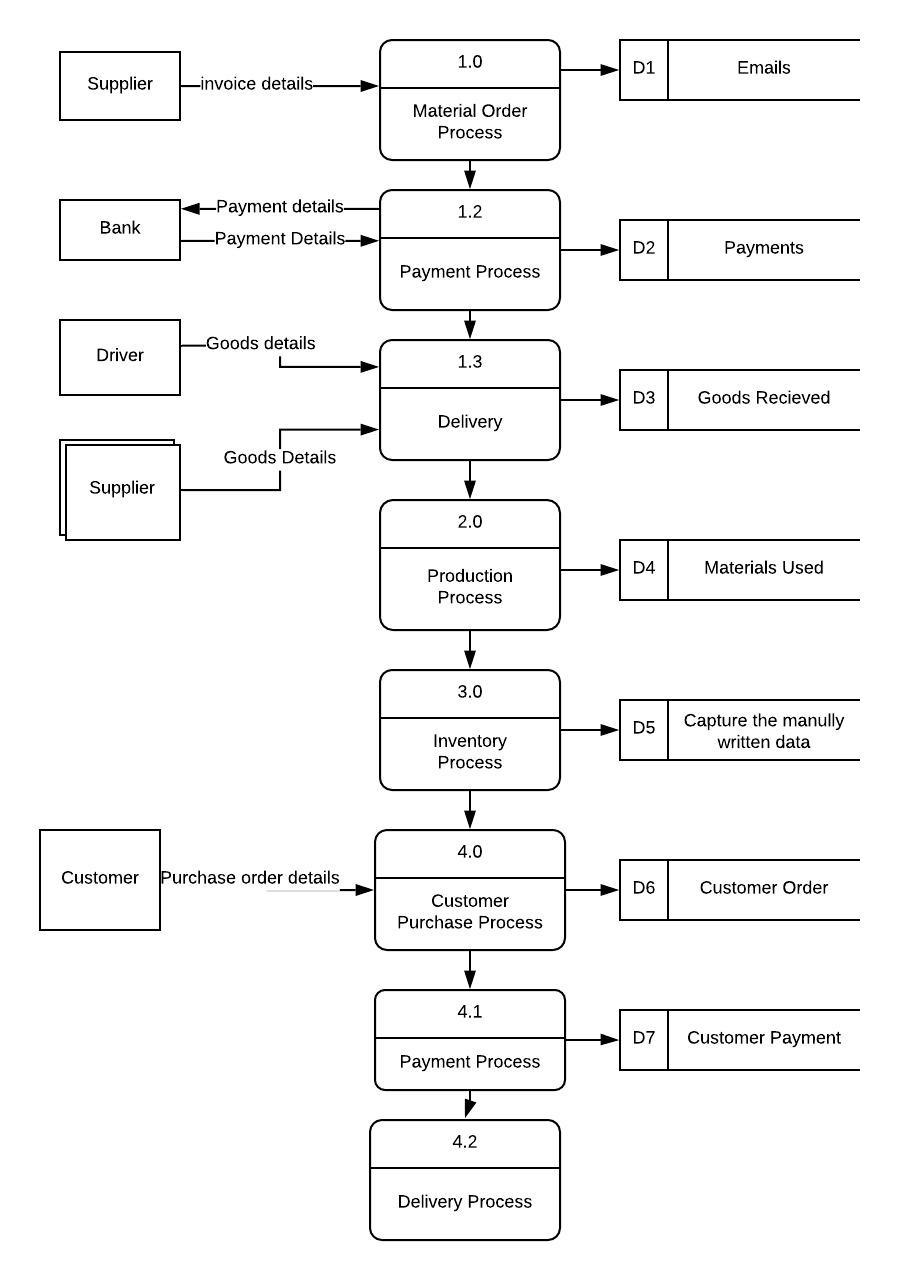 1.0
D1
Emails
Supplier
invoice details
Material Order
Process
Payment details
1.2
Bank
Payment Details
D2
Payments
Payment Process
Driver
Goods details
1.3
D3
Goods Recieved
Delivery
Goods Details
Supplier
2.0
D4
Materials Used
Production
Process
3.0
D5
Capture the manully
written data
Inventory
Process
4.0
Customer
Purchase order details
D6
Customer Order
Customer
Purchase Process
4.1
D7
Customer Payment
Payment Process
4.2
Delivery Process